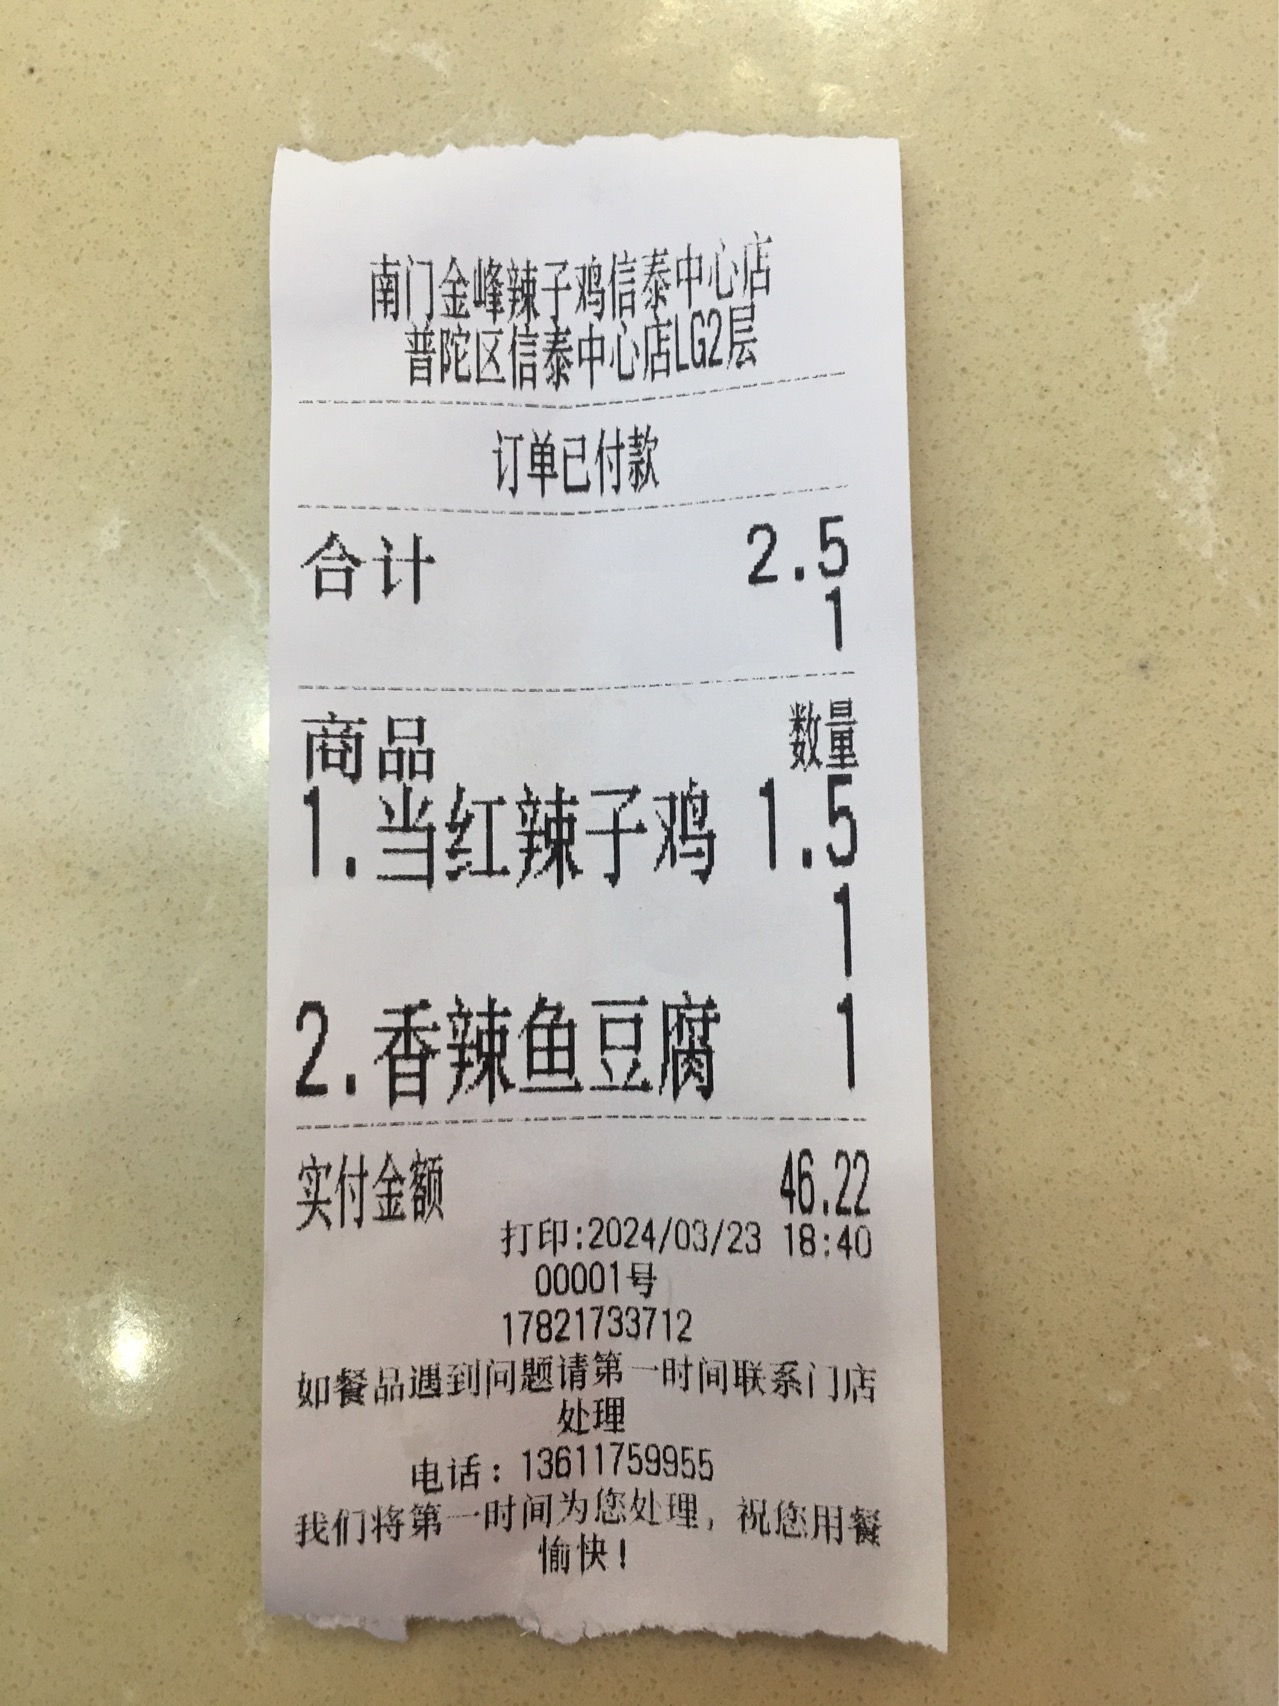 南门金峰辣子鸡信泰中心店
普陀区信泰中心店LG2层
订单已付款
合计 2.5
1
商品 数量
1.当红辣子鸡 1.5
1
2.香辣鱼豆腐 1
实付金额 46.22
打印:2024/03/23 18:40
00001号
17821733712
如餐品遇到问题请第一时间联系门店
处理
电话：13611759955
我们将第一时间为您处理，祝您用餐
愉快！